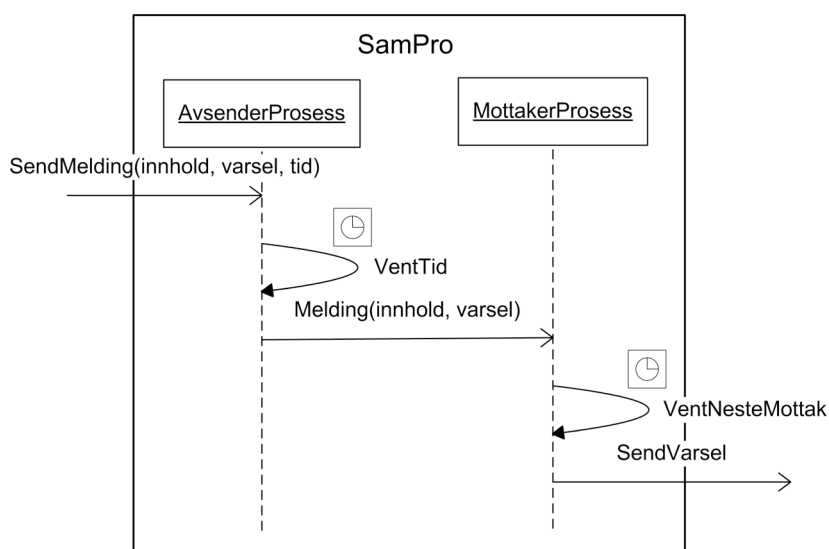 SamPro
AvsenderProsess
MottakerProsess
SendMelding(innhold, varsel, tid)
VentTid
Melding(innhold, varsel)
VentNesteMottak
SendVarsel